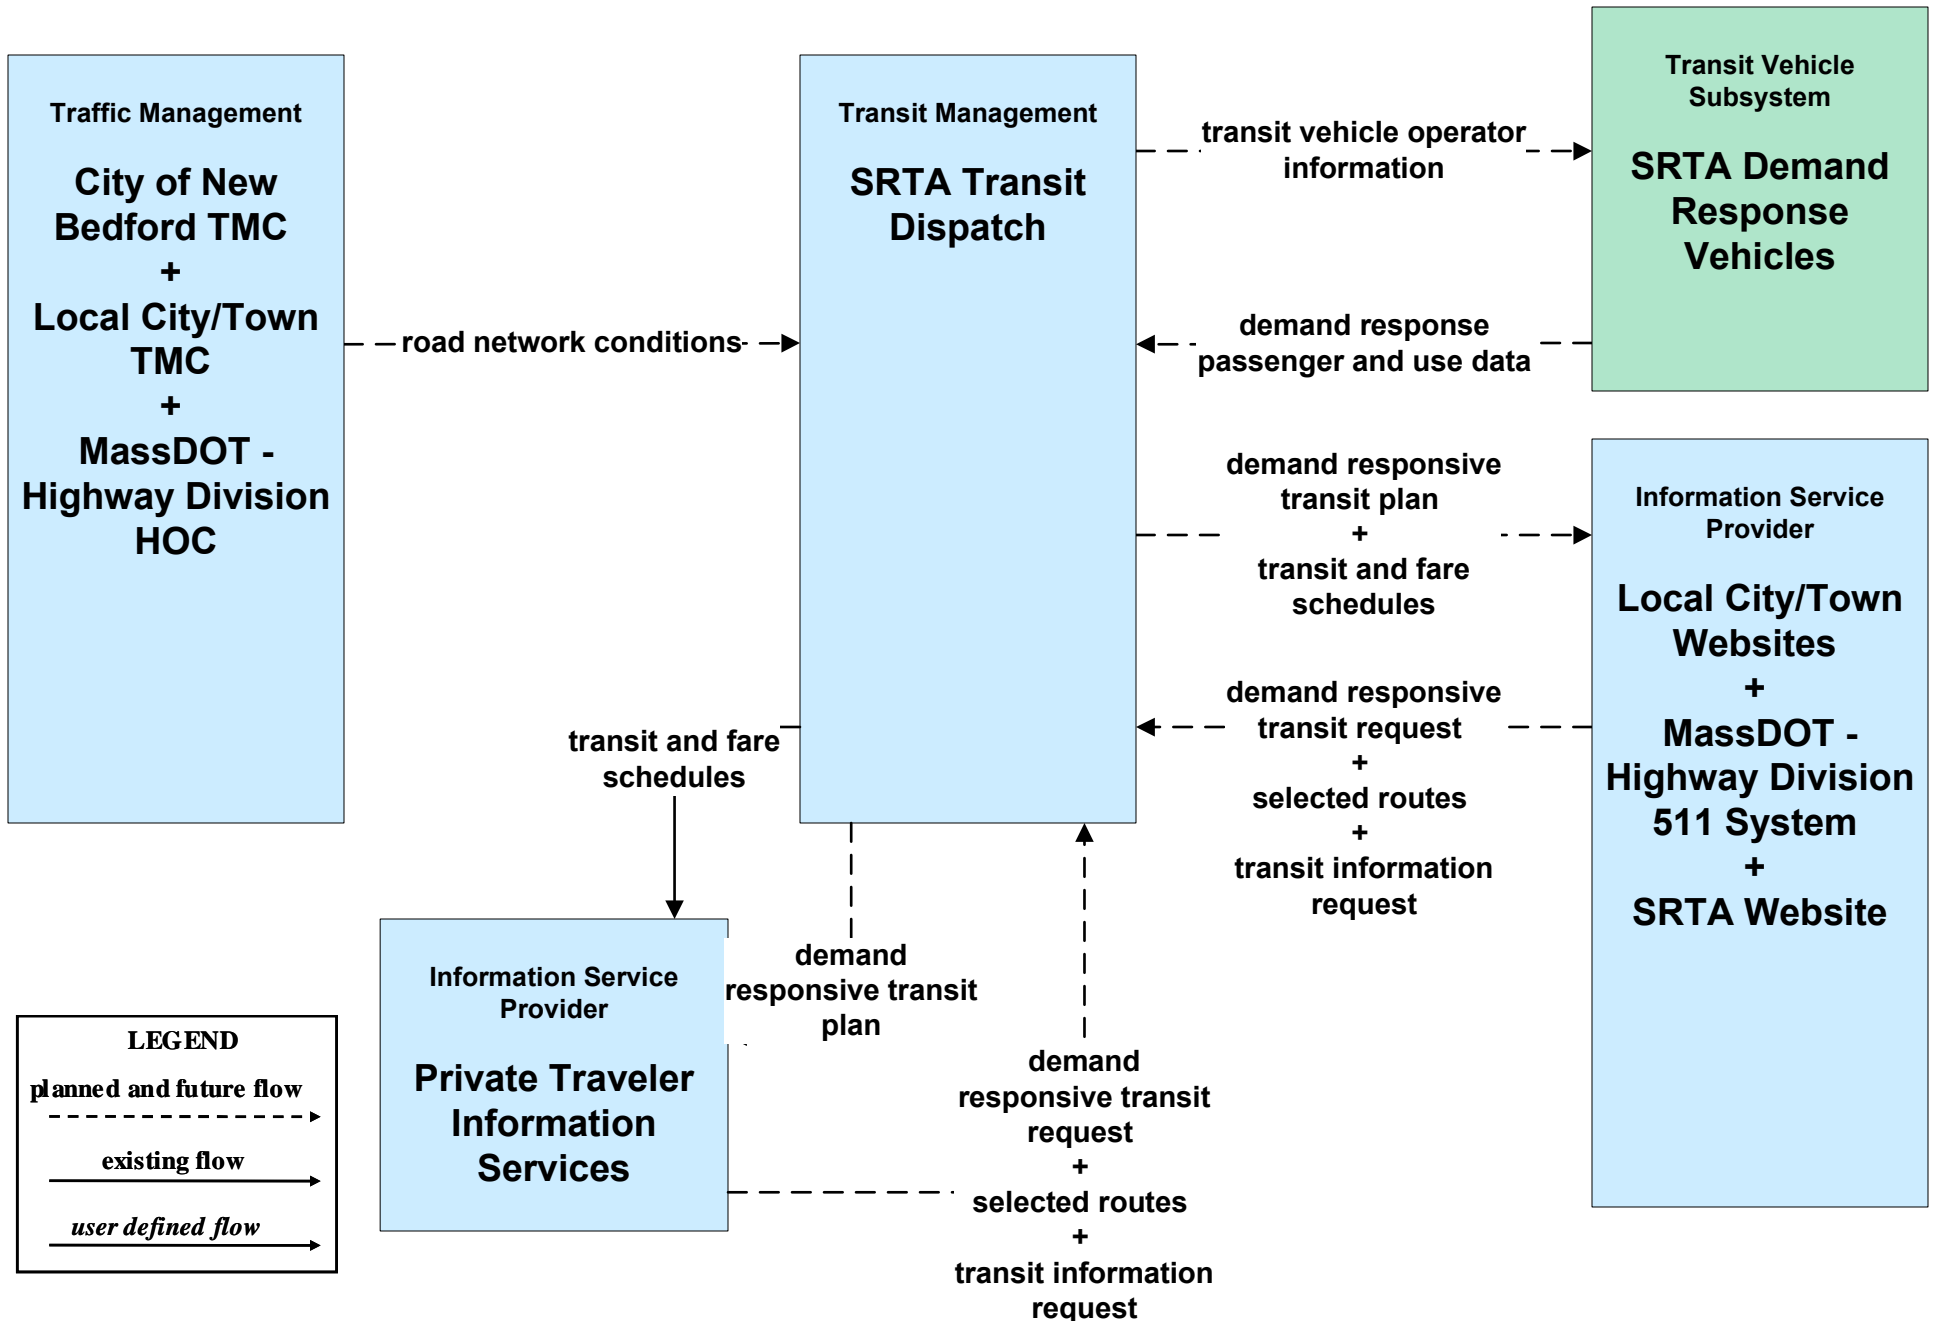 Traffic Management
City of New
Bedford TMC
+
Local City/Town
TMC
+
MassDOT -
Highway Division
HOC
road network conditions
Transit Management
SRTA Transit
Dispatch
transit vehicle operator
information
demand response
passenger and use data
Transit Vehicle
Subsystem
SRTA Demand
Response
Vehicles
demand responsive
transit plan
+
transit and fare
schedules
demand responsive
transit request
+
selected routes
+
transit information
request
Information Service
Provider
Local City/Town
Websites
+
MassDOT -
Highway Division
511 System
+
SRTA Website
transit and fare
schedules
demand
responsive transit
plan
Information Service
Provider
Private Traveler
Information
Services
demand
responsive transit
request
+
selected routes
+
transit information
request
LEGEND
planned and future flow
existing flow
user defined flow